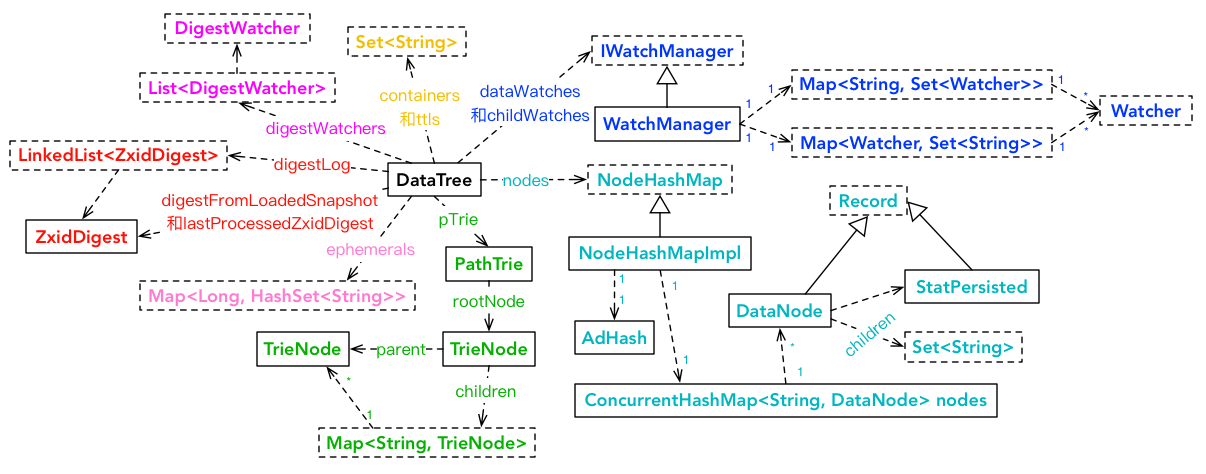 DigestWatcher
Set<String>
IWatchManager
List<DigestWatcher>
containers
和ttls
dataWatches
和childWatches
Map<String, Set<Watcher>>
1
1
1
*
Watcher
WatchManager
digestWatchers
1
1
Map<Watcher, Set<String>>
1
*
LinkedList<ZxidDigest>
digestLog
DataTree
nodes
NodeHashMap
Record
digestFromLoadedSnapshot
和lastProcessedZxidDigest
pTrie
ZxidDigest
ephemerals
PathTrie
NodeHashMapImpl
Map<Long, HashSet<String>>
1
1
1
StatPersisted
rootNode
DataNode
children
TrieNode
parent
TrieNode
AdHash
Set<String>
*
1
1
children
*
1
ConcurrentHashMap<String, DataNode> nodes
Map<String, TrieNode>